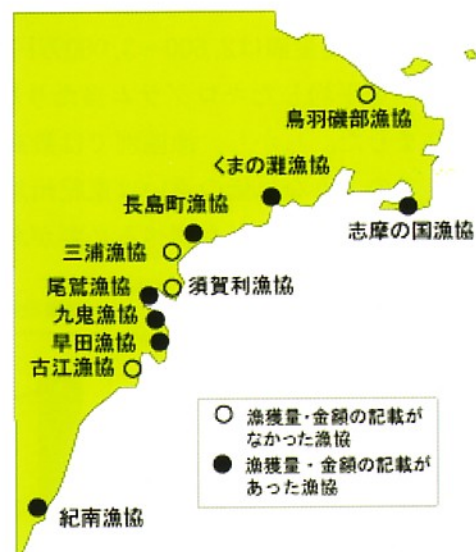 鳥羽磯部漁協
くまの灘漁協
長島町漁協
志摩の国漁協
三浦漁協
尾鷲漁協
須賀利漁協
九鬼漁協
早田漁協
古江漁協
○ 漁獲量・金額の記載が
なかった漁協
● 漁獲量・金額の記載が
あった漁協
紀南漁協